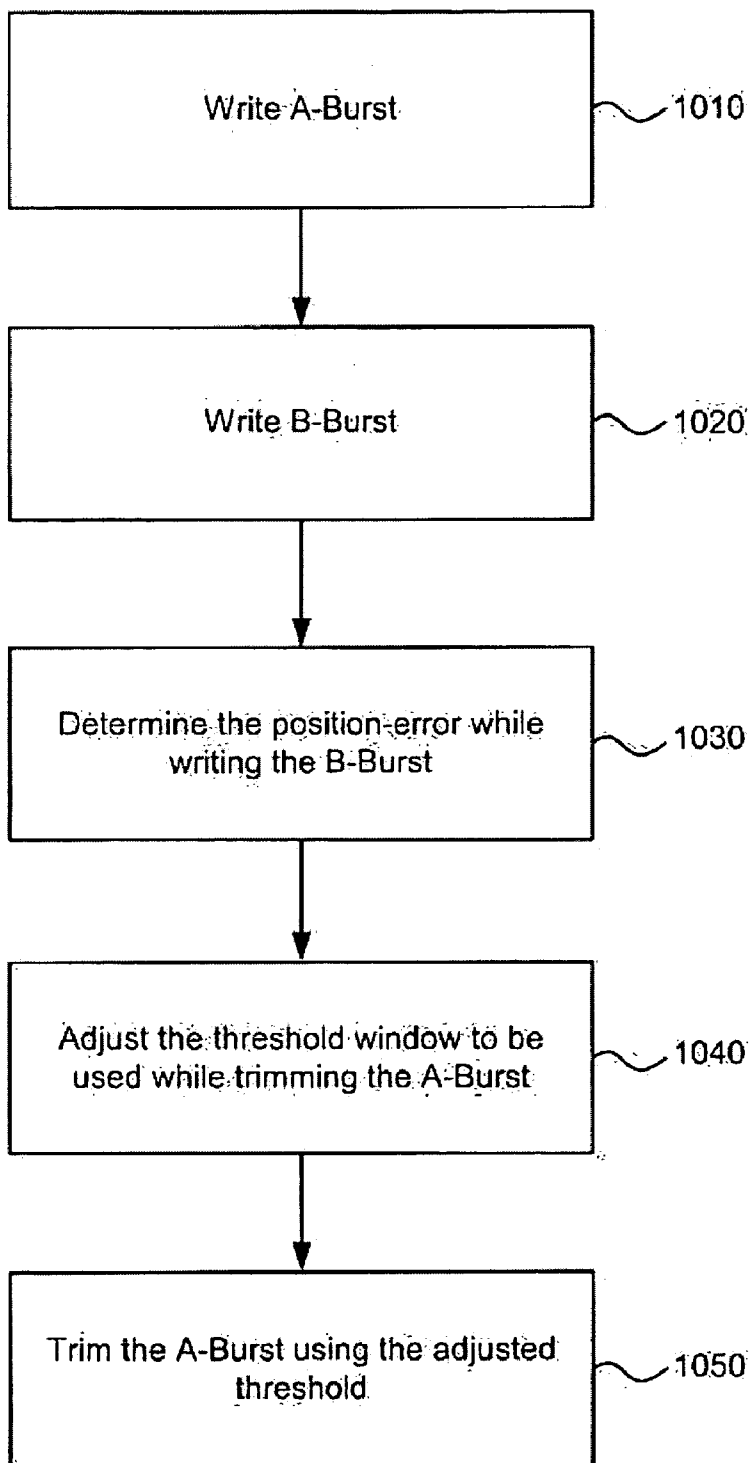 Write A-Burst
1010
Write B-Burst
1020
Determine the position-error while
writing the B-Burst
1030
Adjust the threshold window to be
used while trimming the A-Burst
1040
Trim the A-Burst using the adjusted
threshold
1050